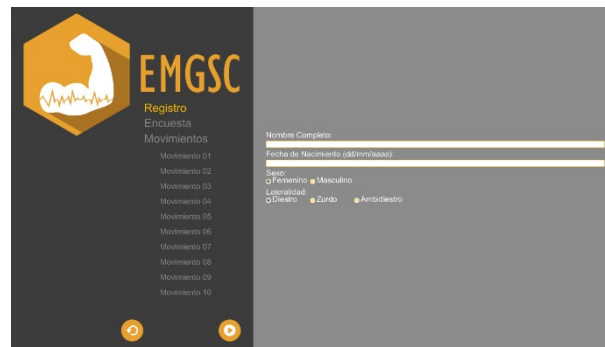 EMGSC
Registro
Encuesta
Movimientos
Movimiento 01
Movimiento 02
Movimiento 03
Movimiento 04
Movimiento 05
Movimiento 06
Movimiento 07
Movimiento 08
Movimiento 09
Movimiento 10
Nombre Completo:
Fecha de Nacimiento (dd/mm/aaaa):
Sexo:
Femenino Masculino
Lateralidad:
Diestro Zurdo Ambidiestro